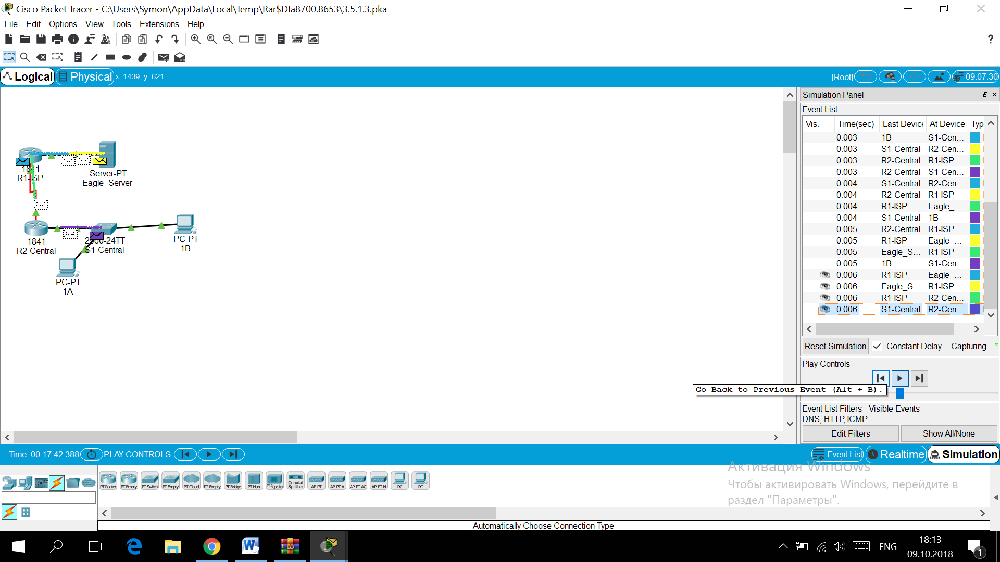 Cisco Packet Tracer - C:\Users\Symon\AppData\Local\Temp\Rar$DIa8700.8653\3.5.1.3.pka
File Edit Options View Tools Extensions Help
?
Logical Physical x: 1439, y: 621 [Root] 09:07:30
Simulation Panel
Event List
Vis. Time(sec) Last Device At Device Typ
0.003 1B S1-Cen...
0.003 S1-Central R2-Cen...
0.003 R2-Central R1-ISP
0.003 R2-Central S1-Cen...
0.004 S1-Central R2-Cen...
0.004 R2-Central R1-ISP
0.004 R1-ISP Eagle_...
0.004 S1-Central 1B
0.005 R2-Central R1-ISP
0.005 R1-ISP Eagle_...
0.005 Eagle_S... R1-ISP
0.005 1B S1-Cen...
0.006 R1-ISP Eagle_...
0.006 Eagle_S... R1-ISP
0.006 R1-ISP R2-Cen...
0.006 S1-Central R2-Cen...
Reset Simulation Constant Delay Capturing... *
Play Controls
Go Back to Previous Event (Alt + B).
Event List Filters - Visible Events
DNS, HTTP, ICMP
Edit Filters Show All/None
1841
R1-ISP
Server-PT
Eagle_Server
1841
R2-Central
2960-24TT
S1-Central
PC-PT
1B
PC-PT
1A
Time: 00:17:42.388 PLAY CONTROLS: Event List Realtime Simulation
PT-Router PT-Empty PT-Switch PT-Empty PT-Cloud PT-Empty PT-Bridge PT-Hub PT-Repeater Coaxial Splitter AP-PT AP-PT-A AP-PT-AC AP-PT-N PC PC
Активация Windows
Чтобы активировать Windows, перейдите в
раздел "Параметры".
Automatically Choose Connection Type
ENG
18:13
09.10.2018
1